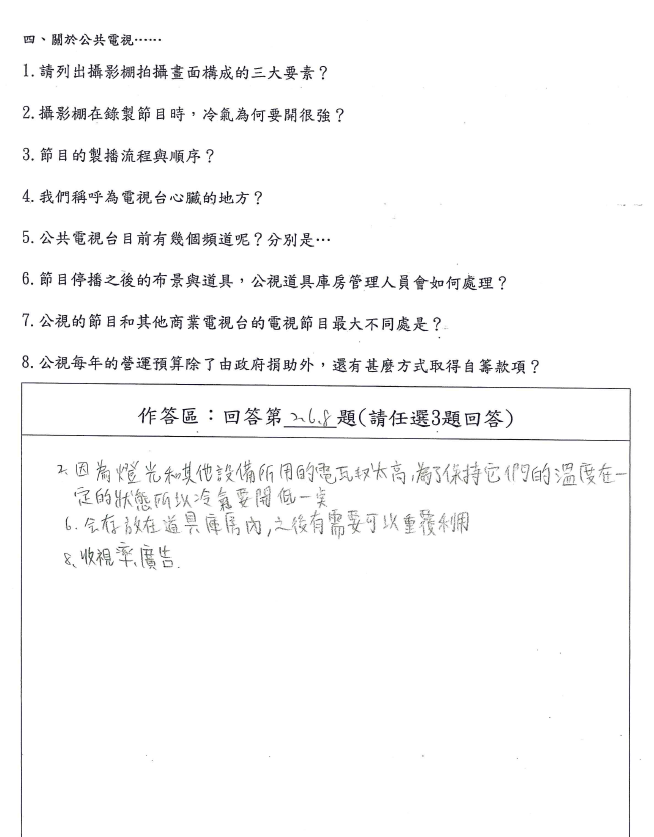 四、關於公共電視……
1.請列出攝影棚拍攝畫面構成的三大要素？
2.攝影棚在錄製節目時，冷氣為何要開很強？
3.節目的製播流程與順序？
4.我們稱呼為電視台心臟的地方？
5.公共電視台目前有幾個頻道呢？分別是…
6.節目停播之後的布景與道具，公視道具庫房管理人員會如何處理？
7.公視的節目和其他商業電視台的電視節目最大不同處是？
8.公視每年的營運預算除了由政府捐助外，還有甚麼方式取得自籌款項？
作答區：回答第2.6.8題(請任選3題回答)
2.因為燈光和其他設備所用的電瓦數太高,為了保持它們的溫度在一
定的狀態所以冷氣要開低一点
6.会存放在道具庫房內,之後有需要可以重覆利用
8.收視率、廣告.